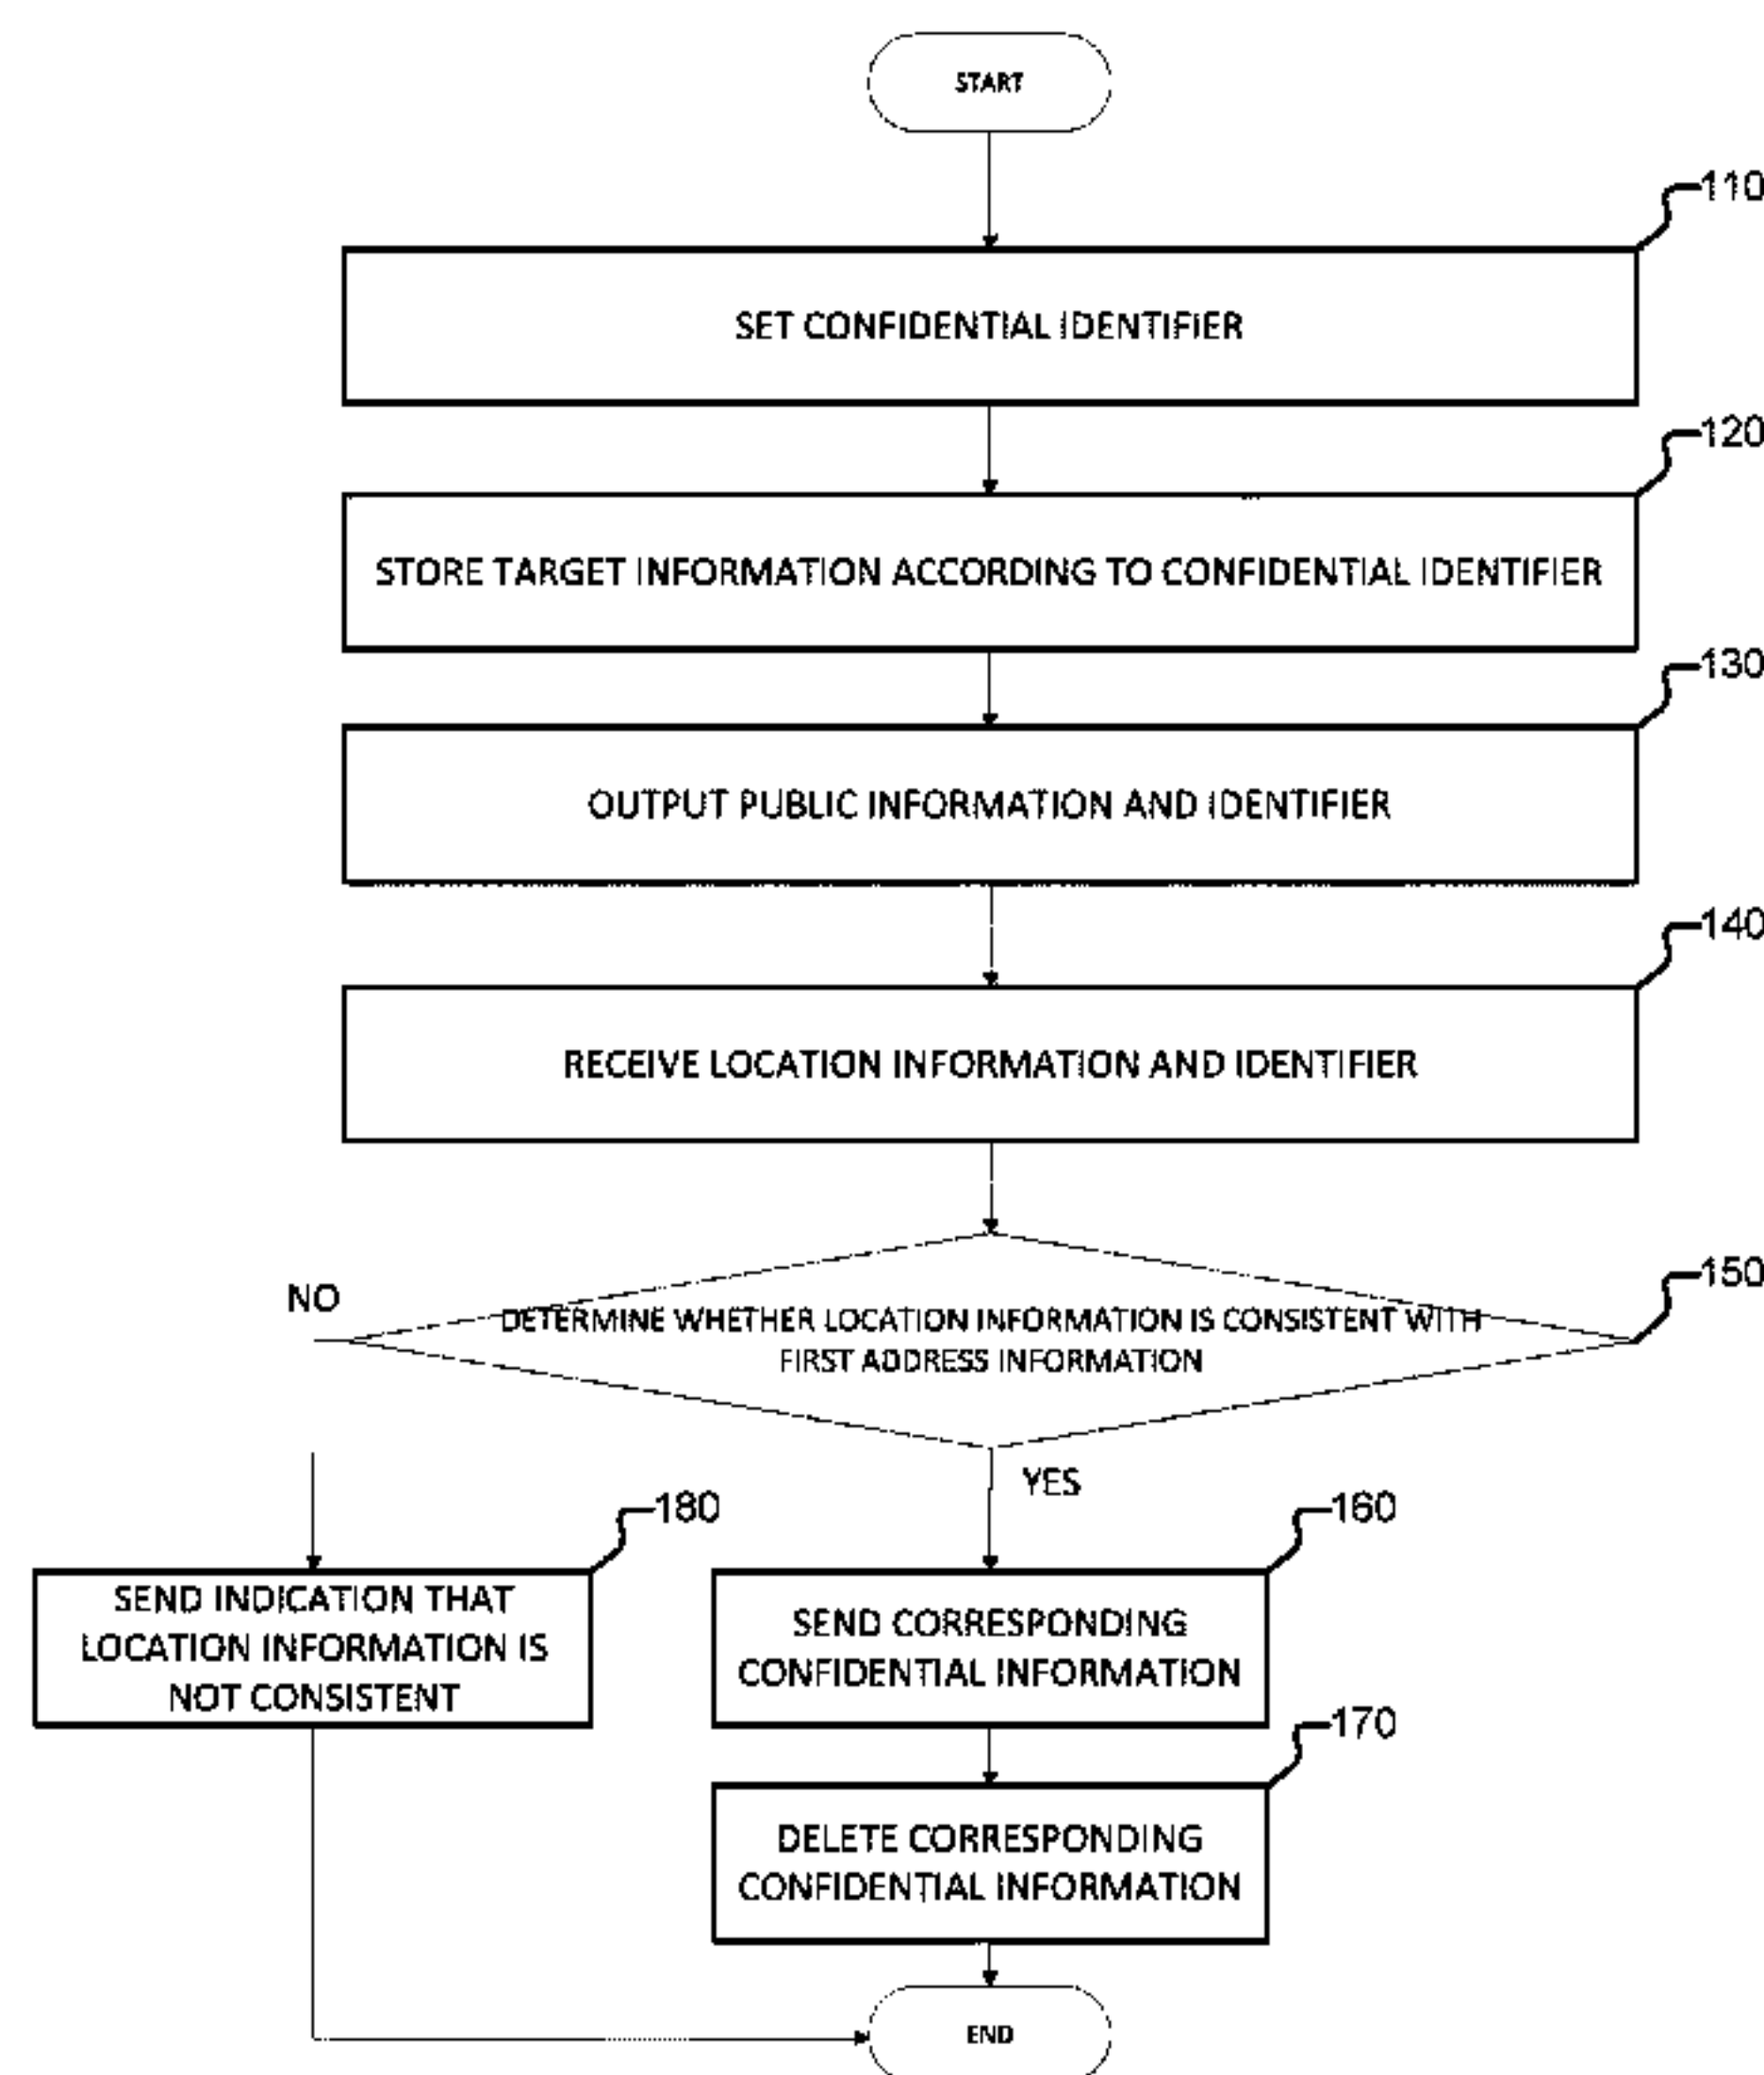 START
110
SET CONFIDENTIAL IDENTIFIER
120
STORE TARGET INFORMATION ACCORDING TO CONFIDENTIAL IDENTIFIER
130
OUTPUT PUBLIC INFORMATION AND IDENTIFIER
140
RECEIVE LOCATION INFORMATION AND IDENTIFIER
150
NO
DETERMINE WHETHER LOCATION INFORMATION IS CONSISTENT WITH
FIRST ADDRESS INFORMATION
YES
180
SEND INDICATION THAT
LOCATION INFORMATION IS
NOT CONSISTENT
160
SEND CORRESPONDING
CONFIDENTIAL INFORMATION
170
DELETE CORRESPONDING
CONFIDENTIAL INFORMATION
END